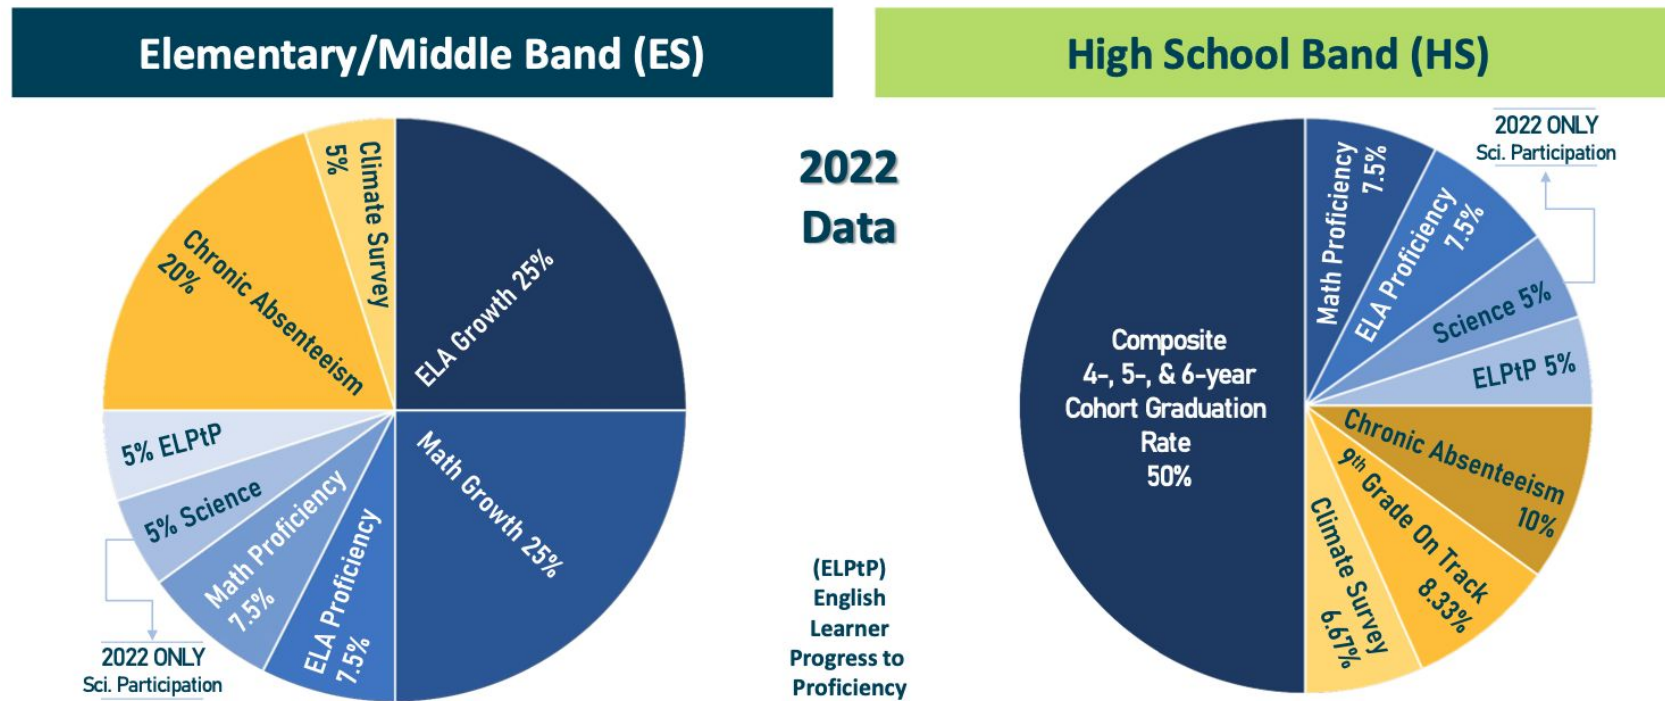 Elementary/Middle Band (ES)
Climate Survey
5%
Chronic Absenteeism
20%
ELA Growth 25%
Math Growth 25%
5% ELPtP
5% Science
Math Proficiency
7.5%
ELA Proficiency
7.5%
2022 ONLY
Sci. Participation
2022
Data
(ELPtP)
English
Learner
Progress to
Proficiency
High School Band (HS)
2022 ONLY
Sci. Participation
Math Proficiency
7.5%
ELA Proficiency
7.5%
Science 5%
ELPtP 5%
Composite
4-, 5-, & 6-year
Cohort Graduation
Rate
50%
Chronic Absenteeism
10%
9th Grade On Track
8.33%
Climate Survey
6.67%